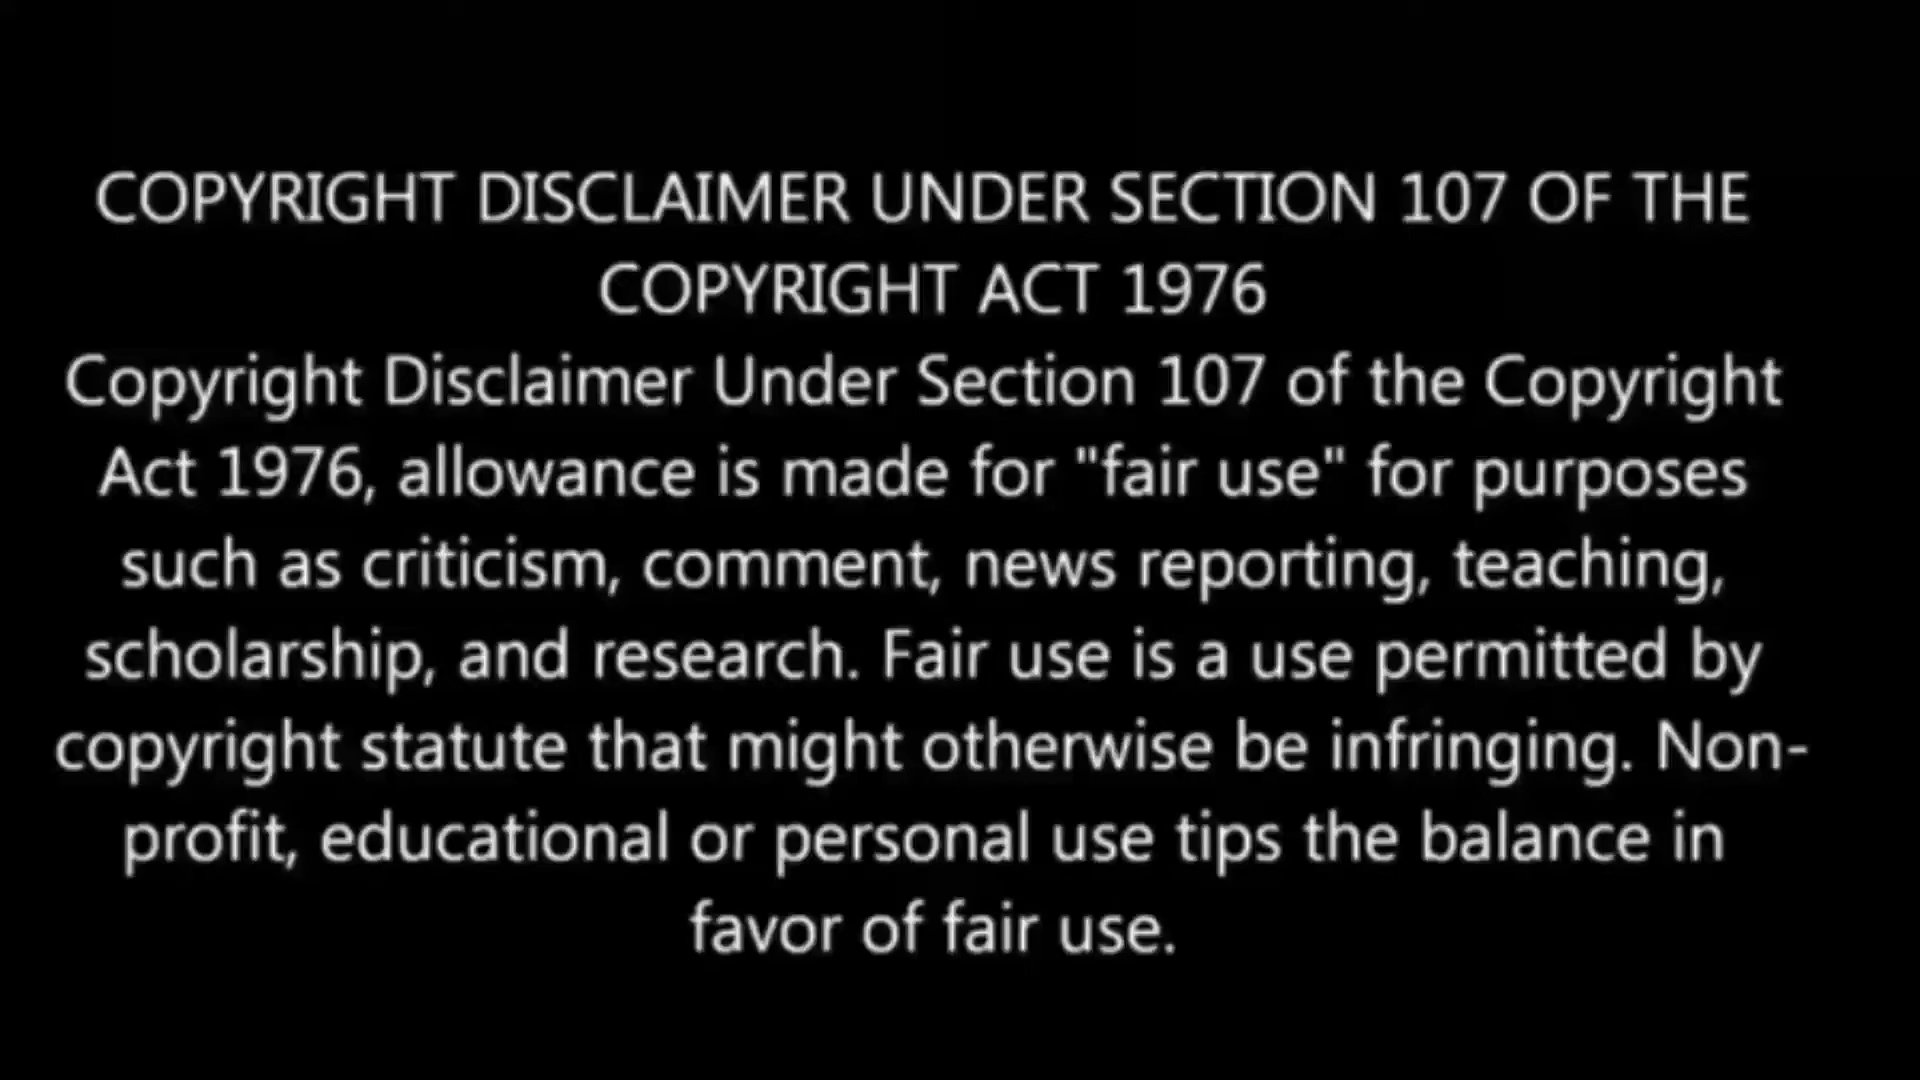 COPYRIGHT DISCLAIMER UNDER SECTION 107 OF THE
COPYRIGHT ACT 1976
Copyright Disclaimer Under Section 107 of the Copyright
Act 1976, allowance is made for "fair use" for purposes
such as criticism, comment, news reporting, teaching,
scholarship, and research. Fair use is a use permitted by
copyright statute that might otherwise be infringing. Non-
profit, educational or personal use tips the balance in
favor of fair use.